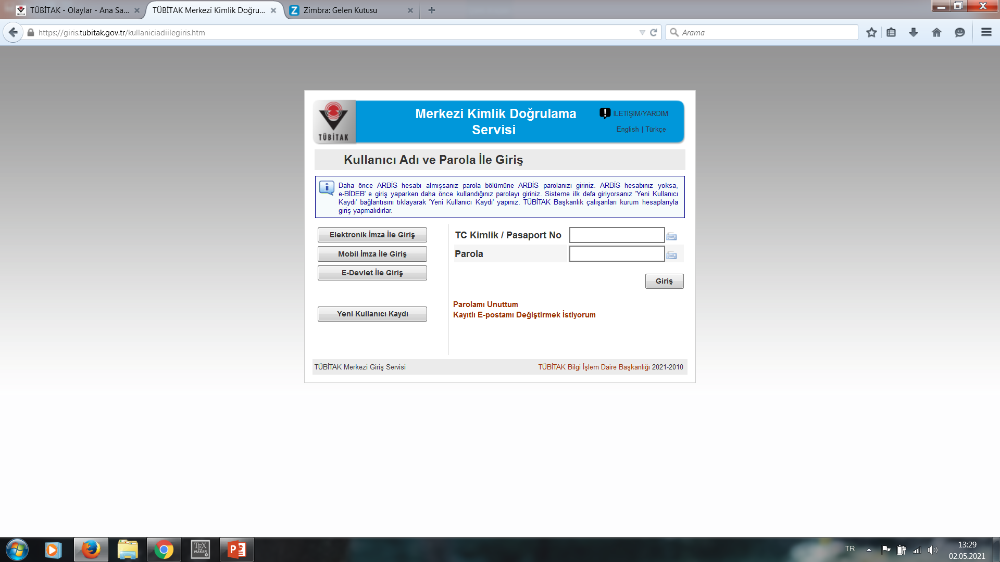 TÜBİTAK - Olaylar - Ana Sa...
TÜBİTAK Merkezi Kimlik Doğru...
Zimbra: Gelen Kutusu
https://giris.tubitak.gov.tr/kullaniciadiilegiris.htm
Arama
TÜBİTAK
Merkezi Kimlik Doğrulama
Servisi
İLETİŞİM/YARDIM
English | Türkçe
Kullanıcı Adı ve Parola İle Giriş
Daha önce ARBİS hesabı almışsanız parola bölümüne ARBİS parolanızı giriniz. ARBİS hesabınız yoksa,
e-BİDEB' e giriş yaparken daha önce kullandığınız parolayı giriniz. Sisteme ilk defa giriyorsanız 'Yeni Kullanıcı
Kaydı' bağlantısını tıklayarak 'Yeni Kullanıcı Kaydı' yapınız. TÜBİTAK Başkanlık çalışanları kurum hesaplarıyla
giriş yapmalıdırlar.
Elektronik İmza İle Giriş
Mobil İmza İle Giriş
E-Devlet İle Giriş
Yeni Kullanıcı Kaydı
TC Kimlik / Pasaport No
Parola
Giriş
Parolamı Unuttum
Kayıtlı E-postamı Değiştirmek İstiyorum
TÜBİTAK Merkezi Giriş Servisi
TÜBİTAK Bilgi İşlem Daire Başkanlığı 2021-2010
TEX
MAKER
TR
13:29
02.05.2021